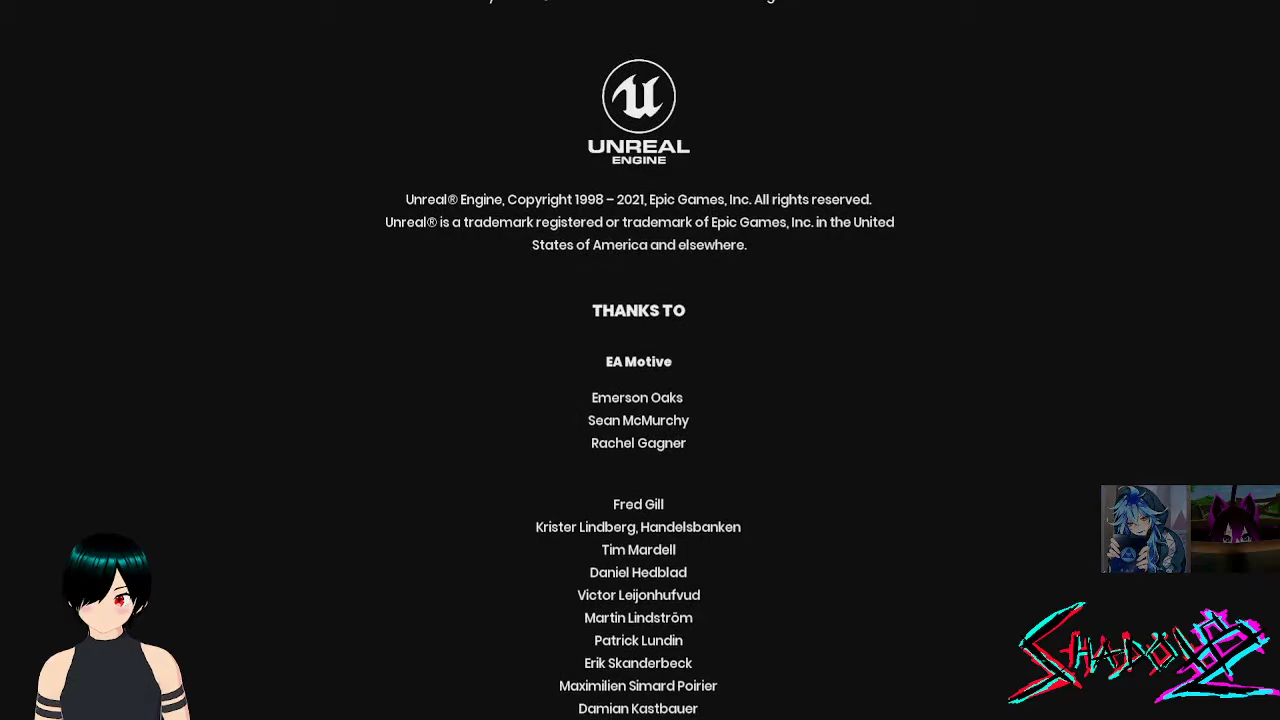 UNREAL
ENGINE
Unreal® Engine, Copyright 1998 – 2021, Epic Games, Inc. All rights reserved.
Unreal® is a trademark registered or trademark of Epic Games, Inc. in the United
States of America and elsewhere.
THANKS TO
EA Motive
Emerson Oaks
Sean McMurchy
Rachel Gagner
Fred Gill
Krister Lindberg, Handelsbanken
Tim Mardell
Daniel Hedblad
Victor Leijonhufvud
Martin Lindström
Patrick Lundin
Erik Skanderbeck
Maximilien Simard Poirier
Damian Kastbauer